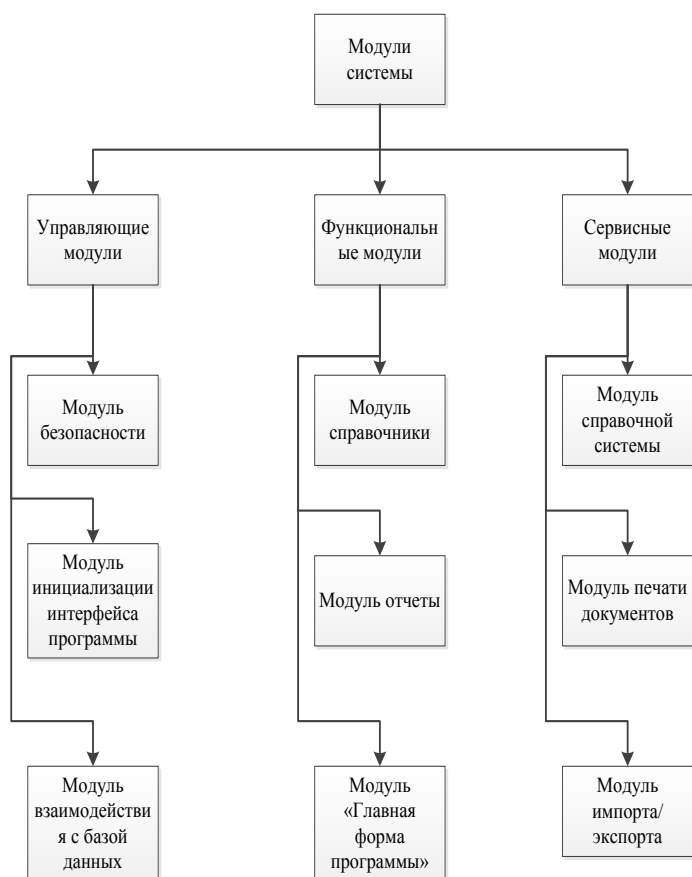 Модули
системы
Управляющие
модули
Функциональн
ые модули
Сервисные
модули
Модуль
безопасности
Модуль
справочники
Модуль
справочной
системы
Модуль
инициализации
интерфейса
программы
Модуль отчеты
Модуль печати
документов
Модуль
взаимодействи
я с базой
данных
Модуль
«Главная
форма
программы»
Модуль
импорта/
экспорта